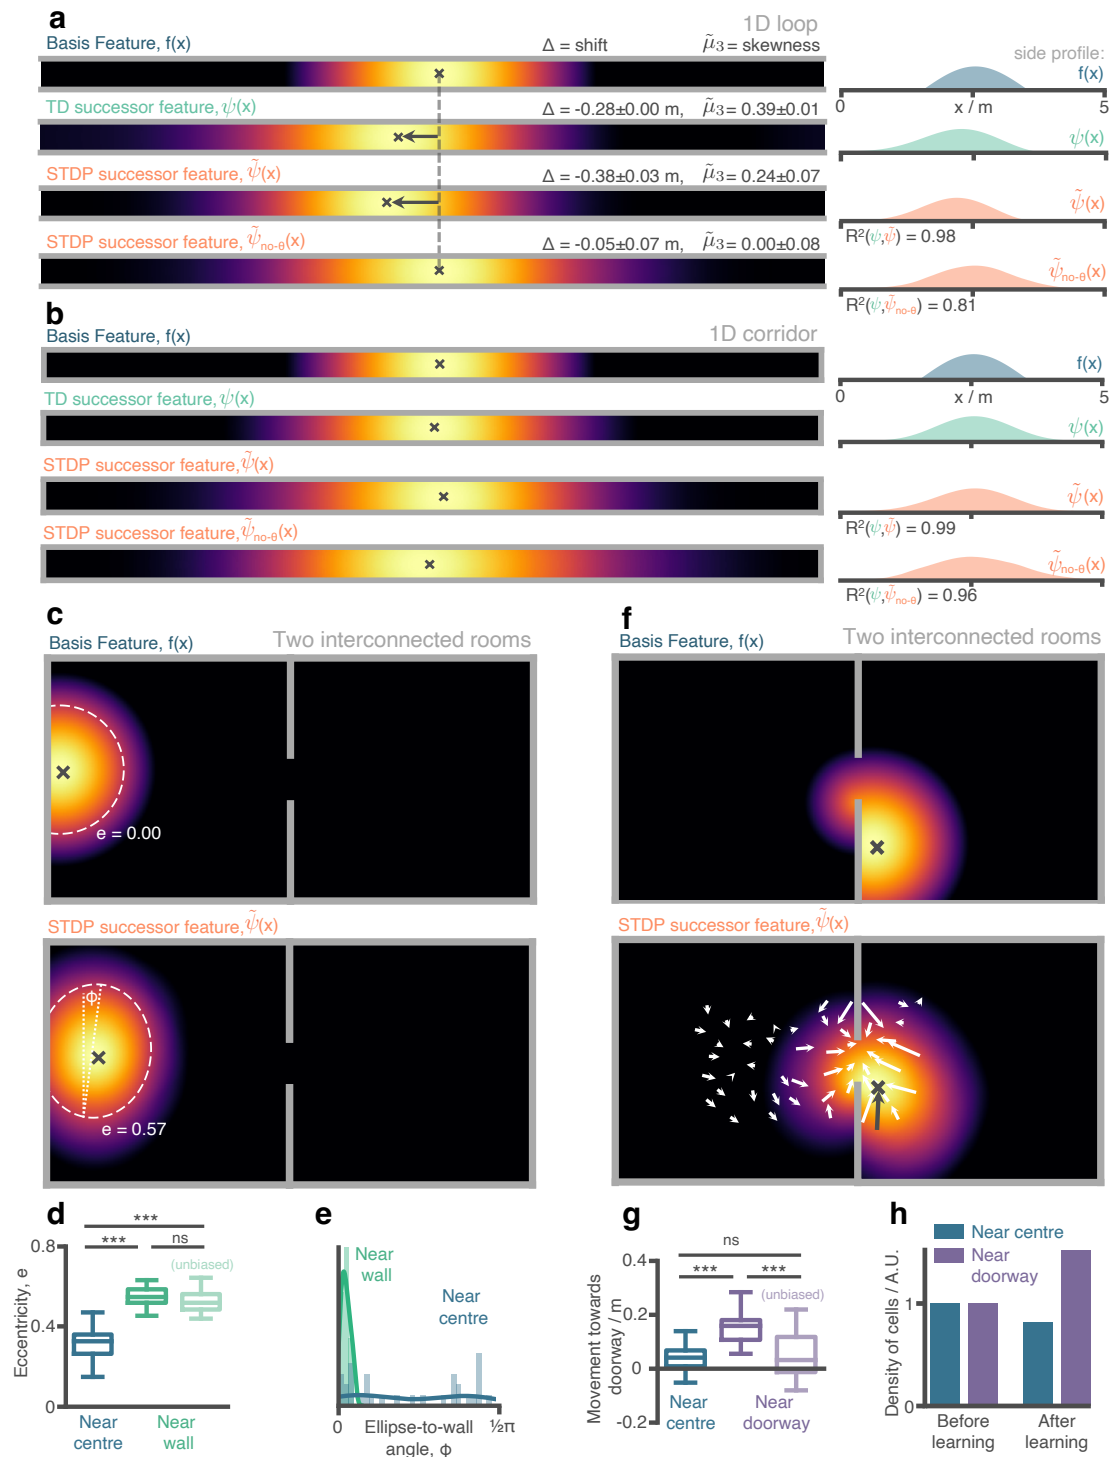 a
1D loop
Basis Feature, f(x)
Δ = shift
μ̃₃ = skewness
side profile:
f(x)
0
x / m
5
TD successor feature, ψ(x)
Δ = -0.28±0.00 m, μ̃₃ = 0.39±0.01
ψ(x)
STDP successor feature, ψ̃(x)
Δ = -0.38±0.03 m, μ̃₃ = 0.24±0.07
ψ̃(x)
R²(ψ,ψ̃) = 0.98
STDP successor feature, ψ̃no-θ(x)
Δ = -0.05±0.07 m, μ̃₃ = 0.00±0.08
ψ̃no-θ(x)
R²(ψ,ψ̃no-θ) = 0.81
b
1D corridor
Basis Feature, f(x)
f(x)
0
x / m
5
TD successor feature, ψ(x)
ψ(x)
STDP successor feature, ψ̃(x)
ψ̃(x)
R²(ψ,ψ̃) = 0.99
STDP successor feature, ψ̃no-θ(x)
ψ̃no-θ(x)
R²(ψ,ψ̃no-θ) = 0.96
c
Basis Feature, f(x)
Two interconnected rooms
e = 0.00
STDP successor feature, ψ̃(x)
ϕ
e = 0.57
f
Basis Feature, f(x)
Two interconnected rooms
STDP successor feature, ψ̃(x)
d
***
***
ns
(unbiased)
0.8
0.4
0
Eccentricity, e
Near centre
Near wall
e
Near wall
Near centre
0
Ellipse-to-wall angle, ϕ
½π
g
ns
***
***
(unbiased)
0.4
0.2
0
-0.2
Movement towards doorway / m
Near centre
Near doorway
h
Near centre
Near doorway
Density of cells / A.U.
1
Before learning
After learning